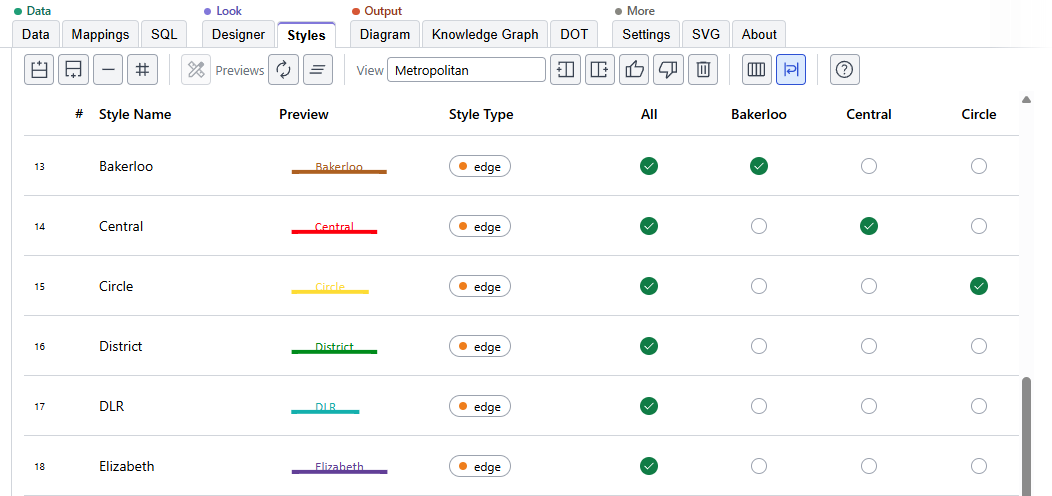 Data Look Output More
Data Mappings SQL Designer Styles Diagram Knowledge Graph DOT Settings SVG About
Previews View Metropolitan
# Style Name Preview Style Type All Bakerloo Central Circle
13 Bakerloo Bakerloo edge
14 Central Central edge
15 Circle Circle edge
16 District District edge
17 DLR DLR edge
18 Elizabeth Elizabeth edge